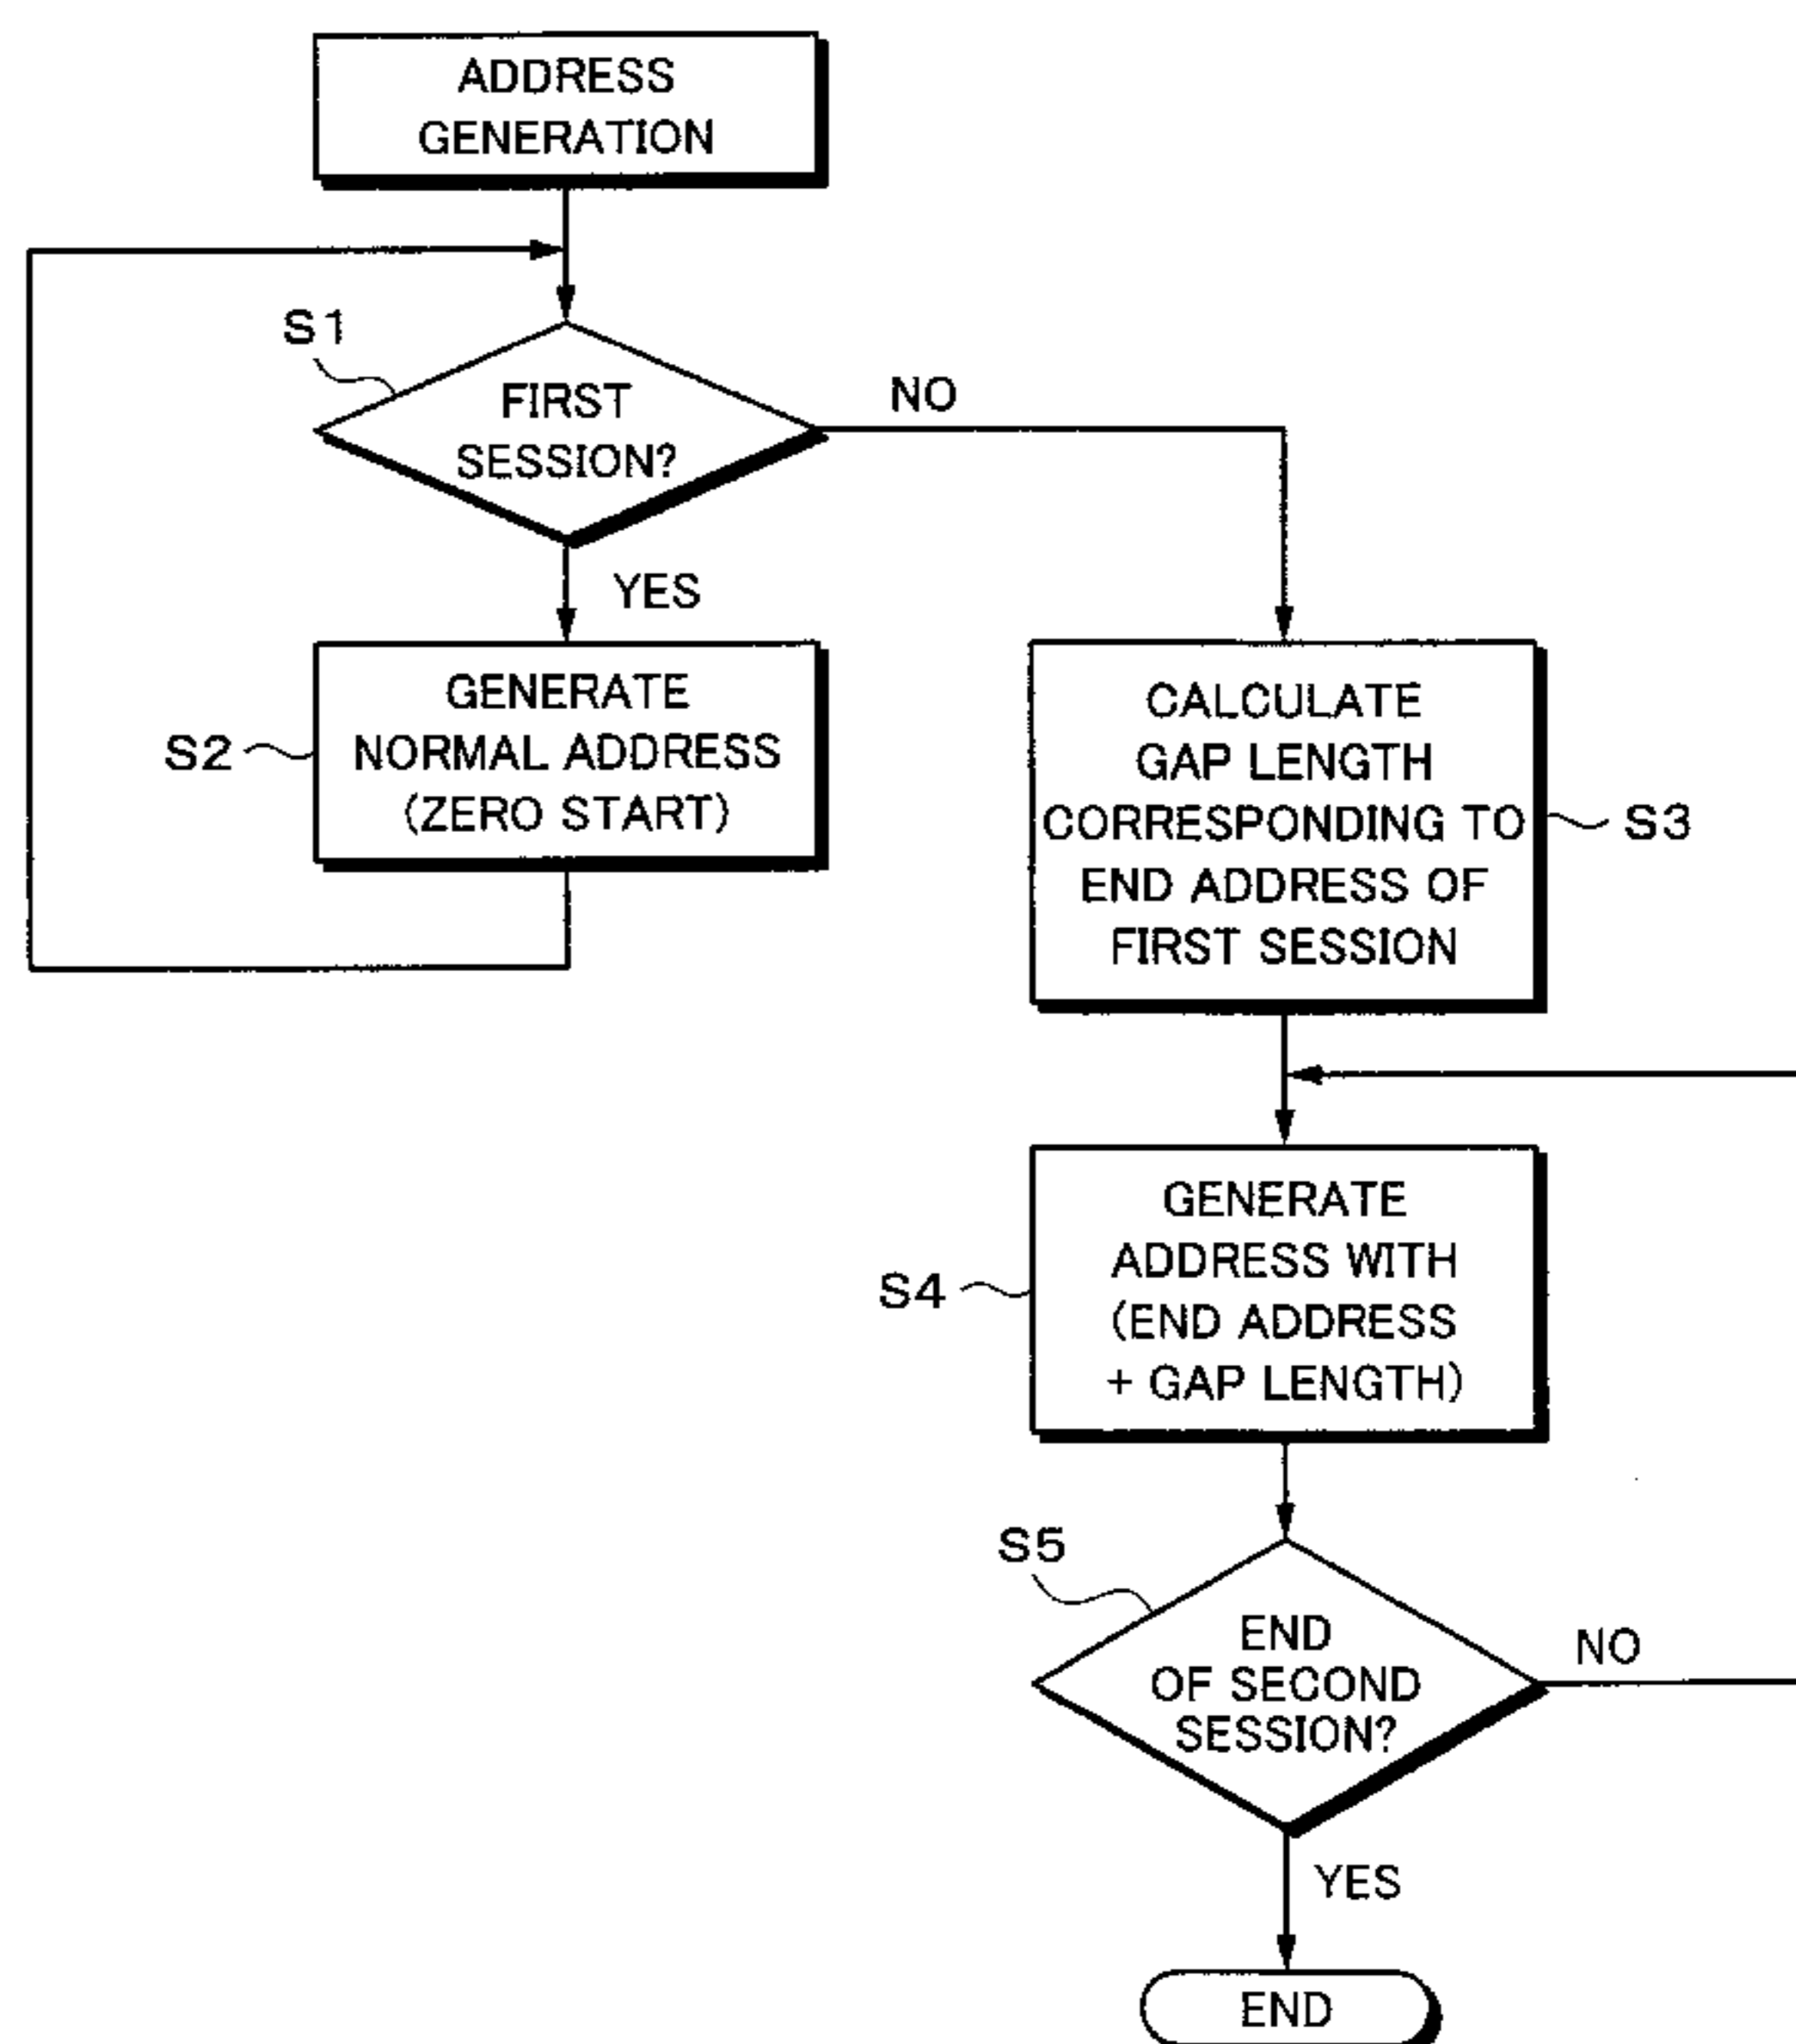 ADDRESS
GENERATION
S1
FIRST
SESSION?
NO
YES
S2
GENERATE
NORMAL ADDRESS
(ZERO START)
CALCULATE
GAP LENGTH
CORRESPONDING TO
END ADDRESS OF
FIRST SESSION
S3
S4
GENERATE
ADDRESS WITH
(END ADDRESS
+ GAP LENGTH)
S5
END
OF SECOND
SESSION?
NO
YES
END